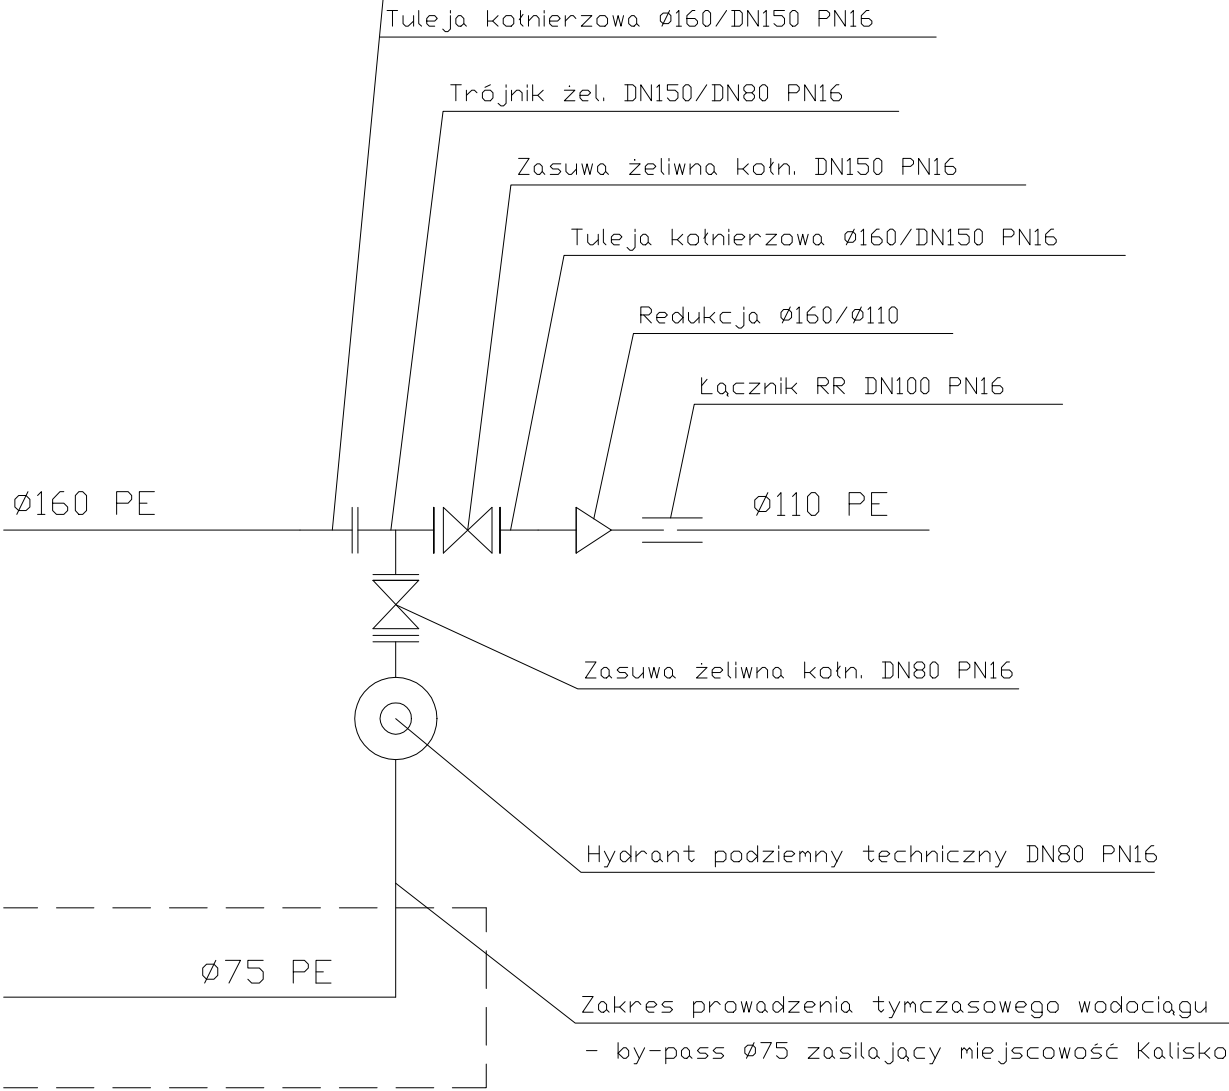 Tuleja kołnierzowa Ø160/DN150 PN16
Trójnik żel. DN150/DN80 PN16
Zasuwa żeliwna kołn. DN150 PN16
Tuleja kołnierzowa Ø160/DN150 PN16
Redukcja Ø160/Ø110
Łącznik RR DN100 PN16
Ø160 PE
Ø110 PE
Zasuwa żeliwna kołn. DN80 PN16
Hydrant podziemny techniczny DN80 PN16
Ø75 PE
Zakres prowadzenia tymczasowego wodociągu
- by-pass Ø75 zasilający miejscowość Kalisko